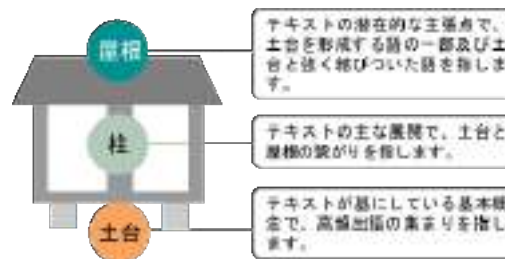 屋根
テキストの潜在的な主張点で、
土台を形成する語の一部及び土
台と強く結びついた語を指しま
す。
柱
テキストの主な展開で、土台と
屋根の繋がりを指します。
土台
テキストが基にしている基本概
念で、高頻出語の集まりを指し
ます。